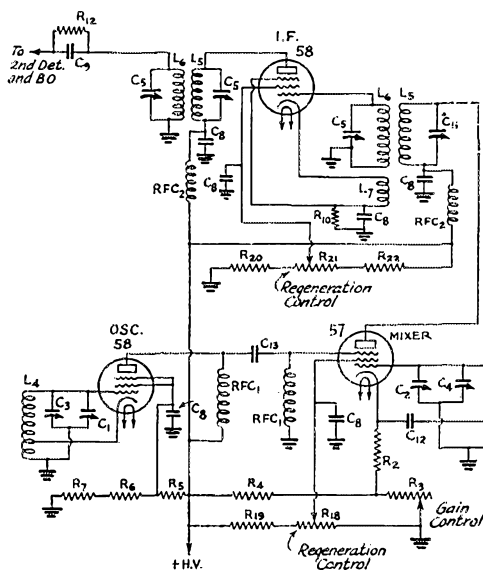 R12
To
2nd Det.
and BO
C9
I.F.
58
C5
L6
L5
C5
C8
RFC2
C8
C5
L6
L5
C11
L7
C8
RFC2
R10
C8
R20
R21
R22
Regeneration
Control
OSC.
58
C13
57
MIXER
L4
C3
C1
C8
RFC1
RFC1
C8
C2
C4
C12
R2
R7
R6
R5
R4
R3
Gain
Control
R19
R18
Regeneration
Control
+H.V.